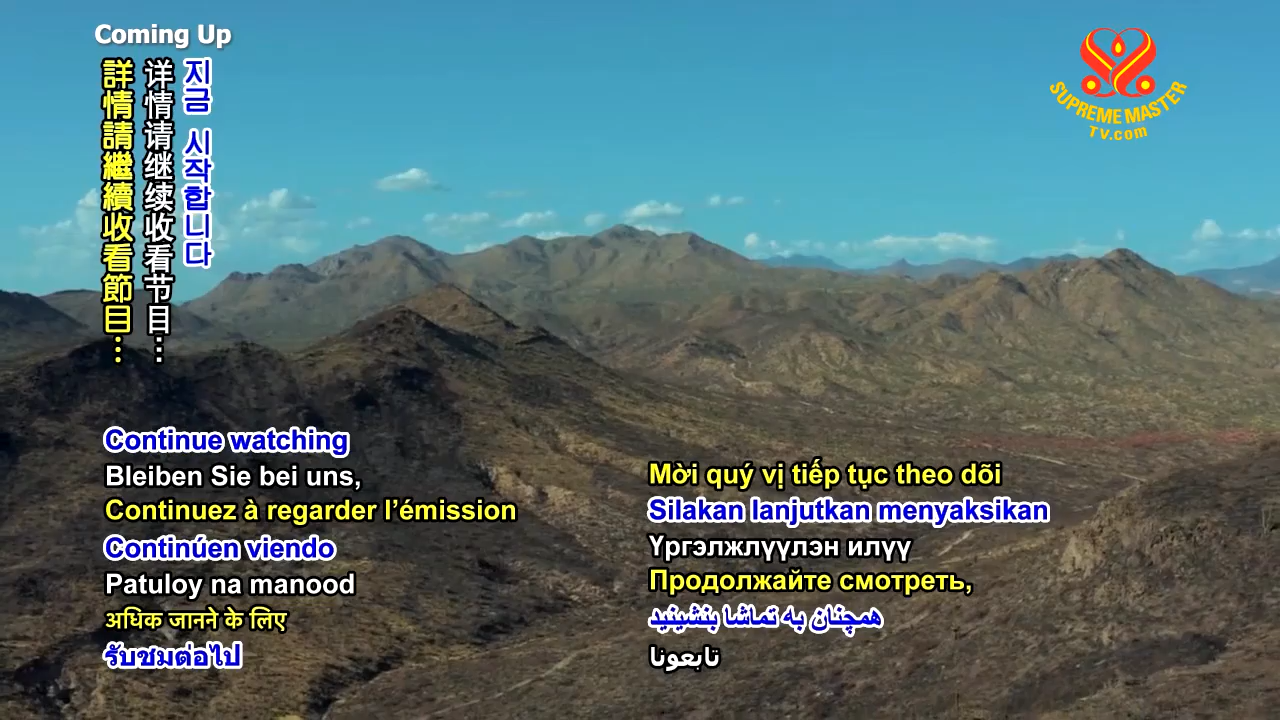 Coming Up
詳情請繼續收看節目…
详情请继续收看节目…
지금 시작합니다
SUPREME MASTER
TV.com
Continue watching
Bleiben Sie bei uns,
Continuez à regarder l’émission
Continúen viendo
Patuloy na manood
अधिक जानने के लिए
รับชมต่อไป
Mời quý vị tiếp tục theo dõi
Silakan lanjutkan menyaksikan
Үргэлжлүүлэн илүү
Продолжайте смотреть,
همچنان به تماشا بنشینید
تابعونا